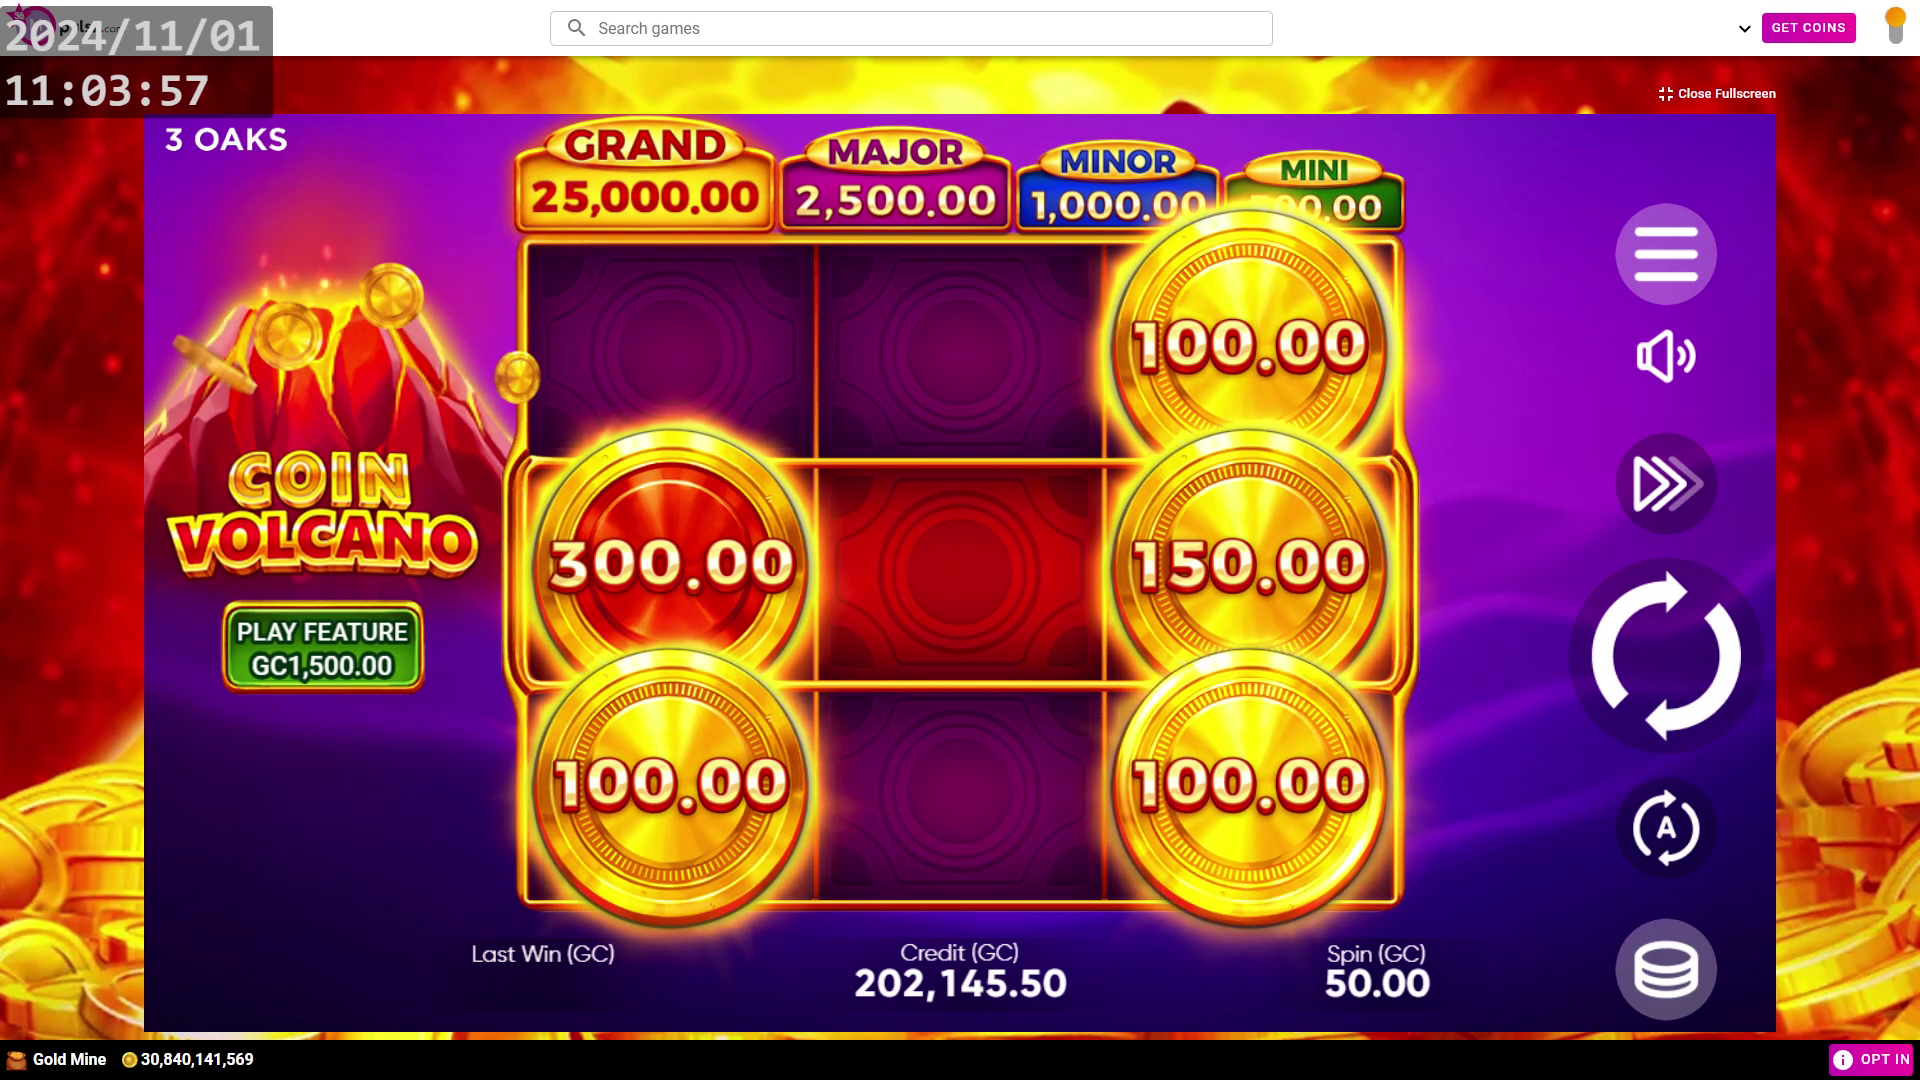 2024/11/01
11:03:57
Search games
GET COINS
Close Fullscreen
3 OAKS
GRAND
25,000.00
MAJOR
2,500.00
MINOR
1,000.00
MINI
100.00
300.00
150.00
COIN
VOLCANO
PLAY FEATURE
GC1,500.00
100.00
100.00
A
Last Win (GC)
Credit (GC)
202,145.50
Spin (GC)
50.00
Gold Mine
30,840,141,569
OPT IN